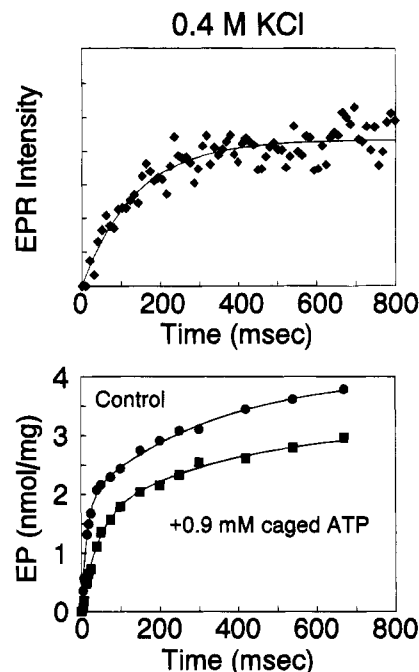 0.4 M KCl
EPR Intensity
0 200 400 600 800
Time (msec)
4
3
2
1
0
EP (nmol/mg)
Control
+0.9 mM caged ATP
0 200 400 600 800
Time (msec)